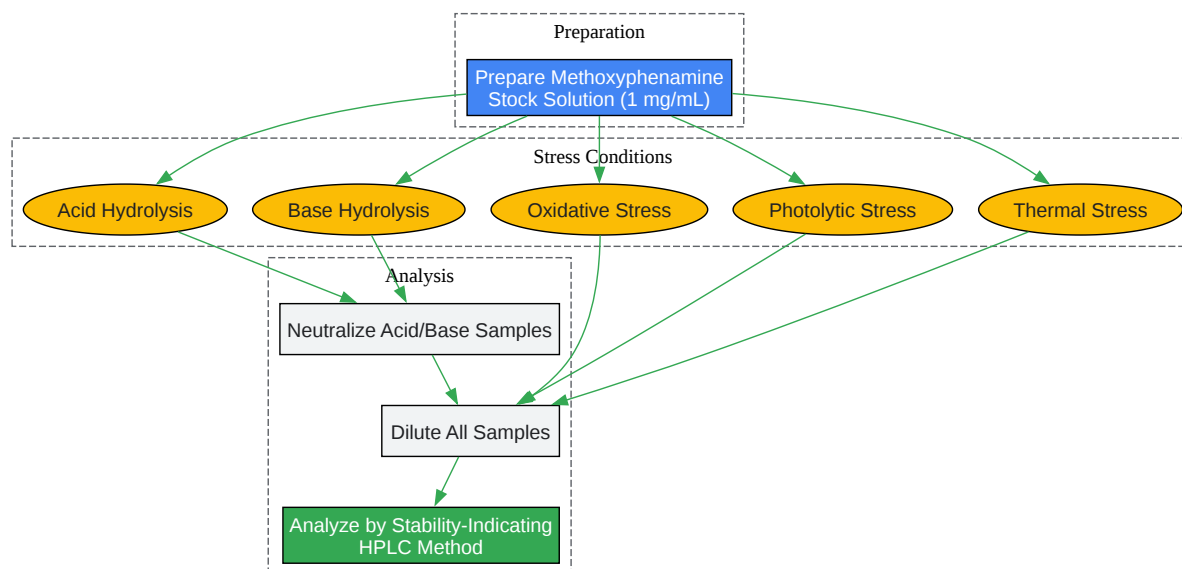 Preparation
Prepare Methoxyphenamine
Stock Solution (1 mg/mL)
Stress Conditions
Acid Hydrolysis
Base Hydrolysis
Oxidative Stress
Photolytic Stress
Thermal Stress
Analysis
Neutralize Acid/Base Samples
Dilute All Samples
Analyze by Stability-Indicating
HPLC Method